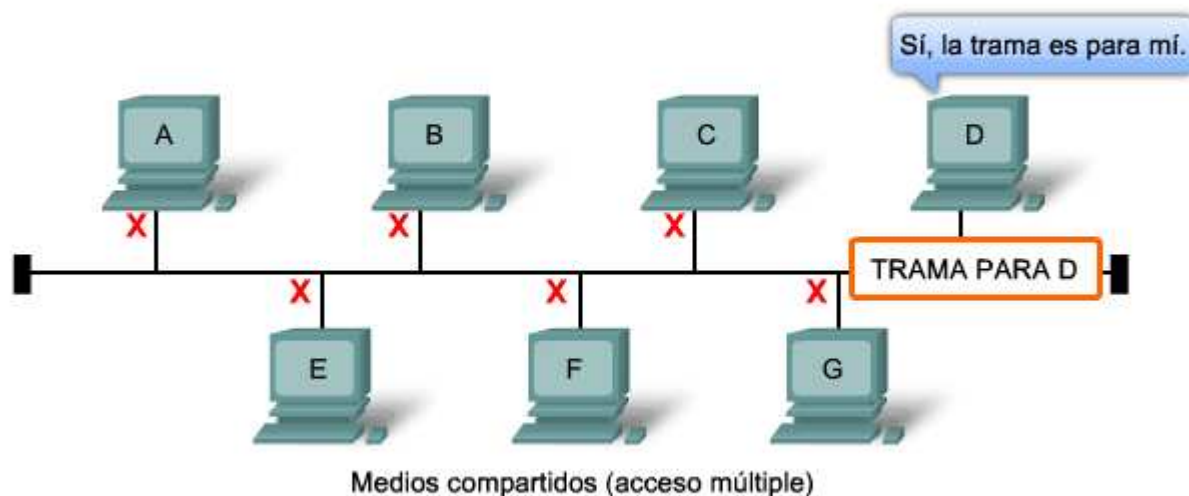 Sí, la trama es para mí.
A
B
C
D
X
X
X
TRAMA PARA D
X
X
X
E
F
G
Medios compartidos (acceso múltiple)